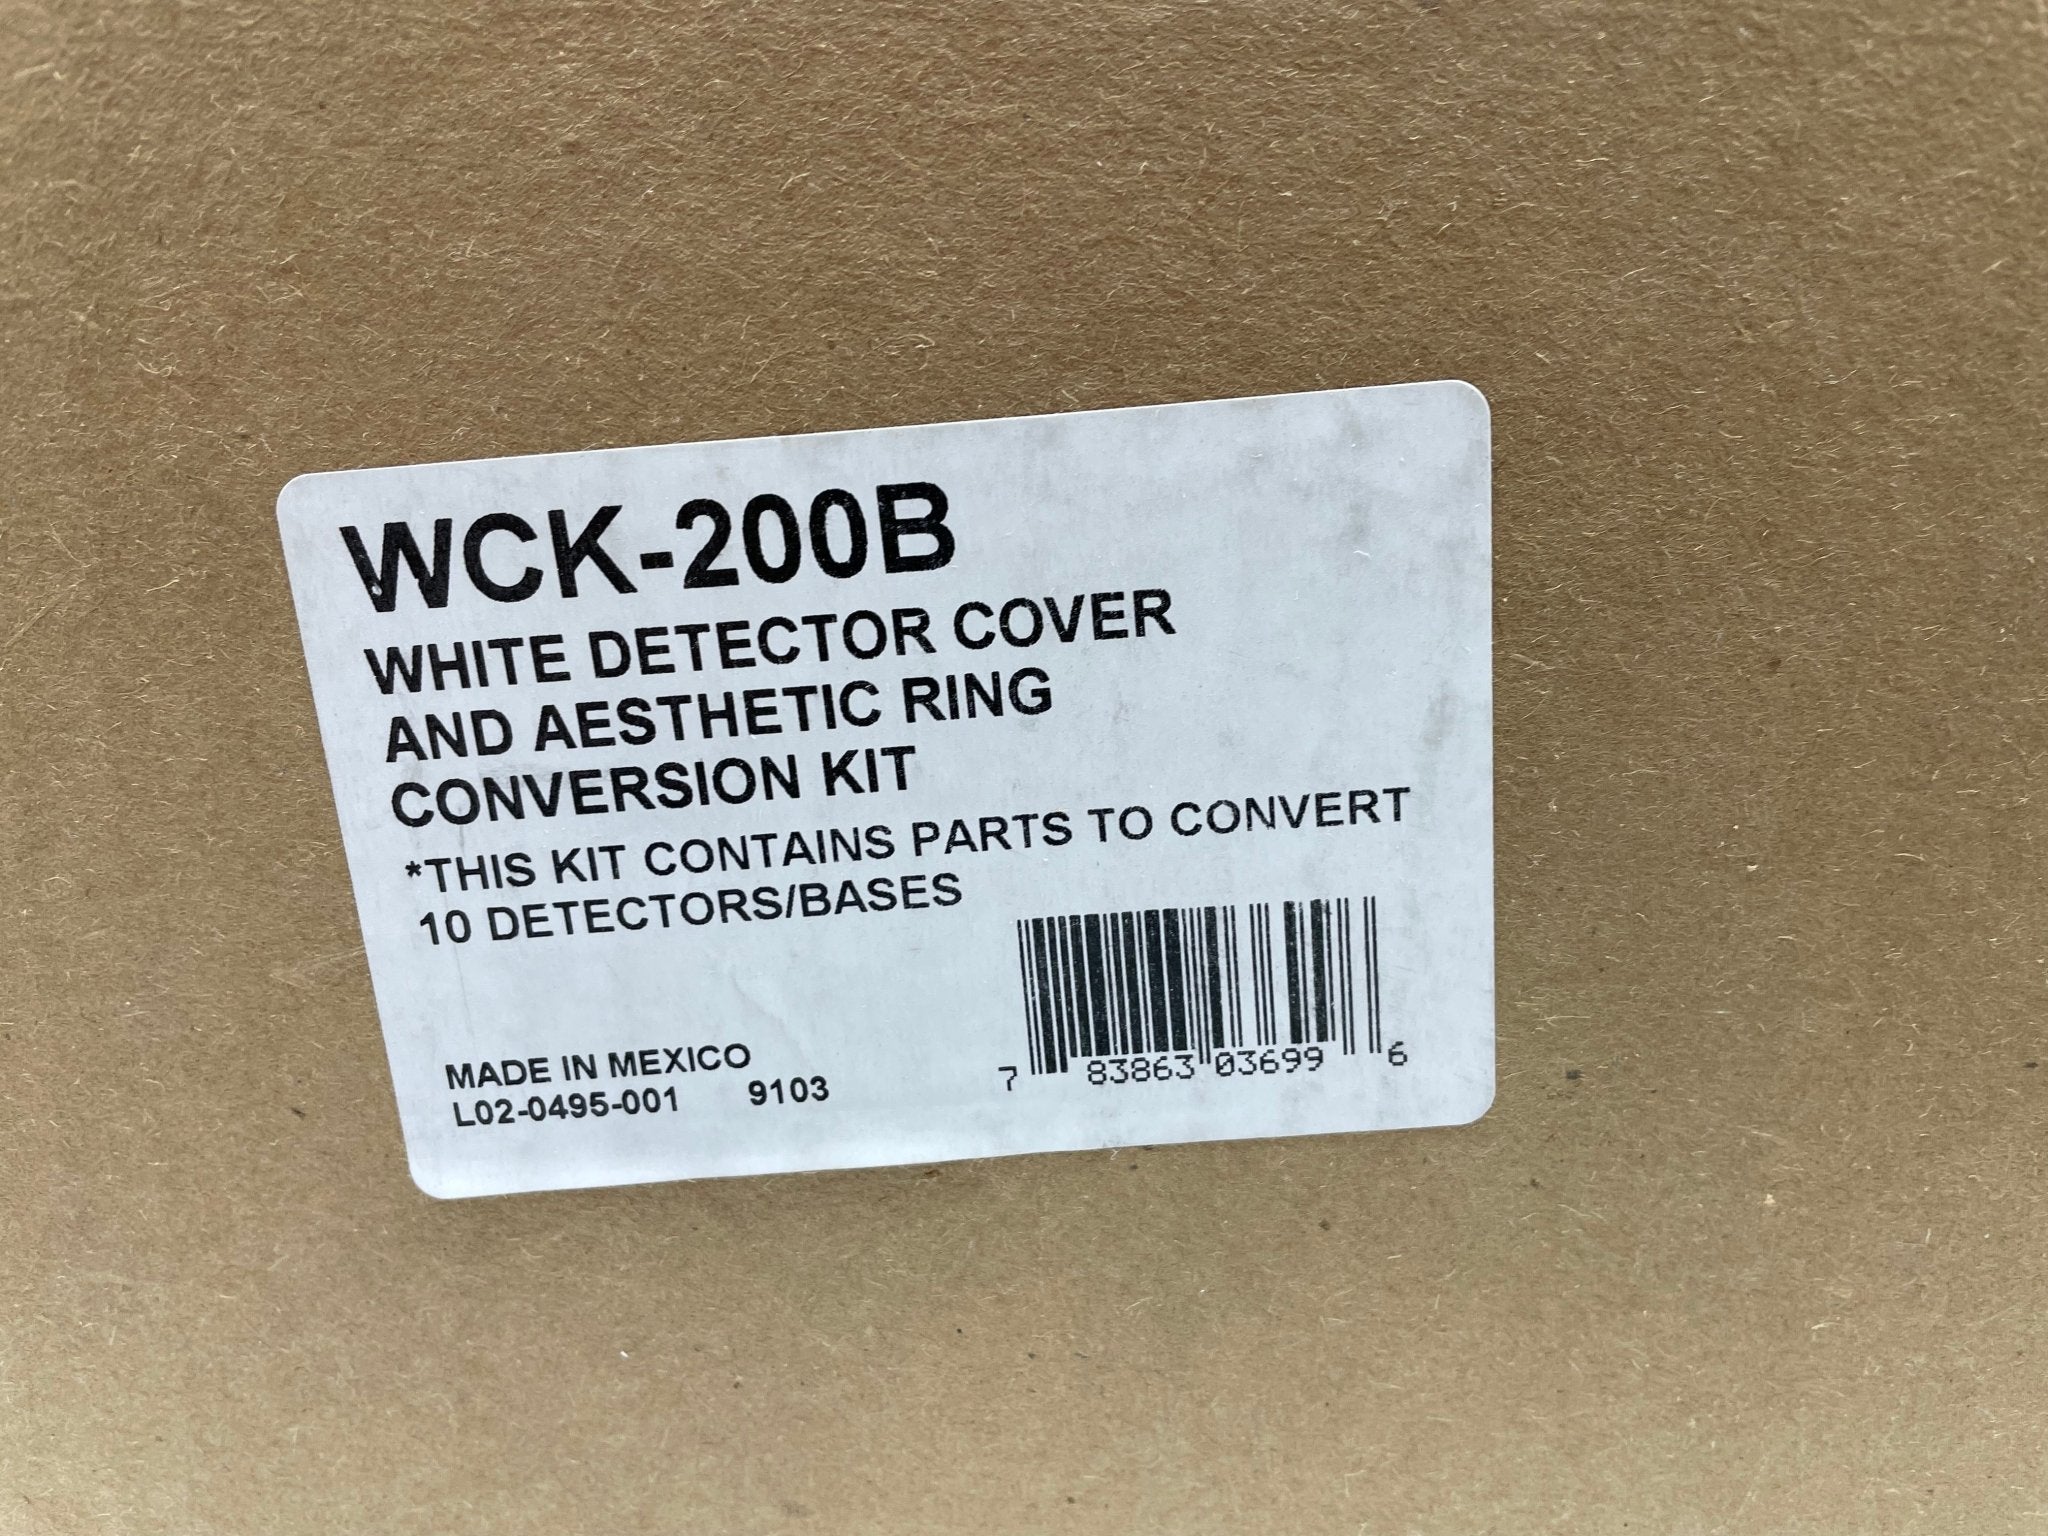 WCK-200B
WHITE DETECTOR COVER
AND AESTHETIC RING
CONVERSION KIT
*THIS KIT CONTAINS PARTS TO CONVERT
10 DETECTORS/BASES
MADE IN MEXICO
L02-0495-001 9103
7 83863 03699 6